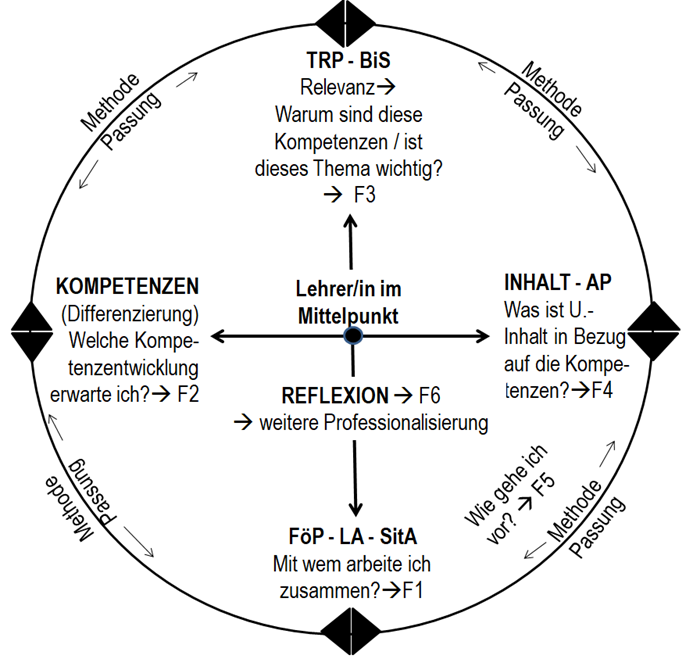 TRP - BiS
Relevanz→
Warum sind diese
Kompetenzen / ist
dieses Thema wichtig?
→ F3
Methode
Passung
Methode
Passung
KOMPETENZEN
(Differenzierung)
Welche Kompe-
tenzentwicklung
erwarte ich?→ F2
Lehrer/in im
Mittelpunkt
INHALT - AP
Was ist U.-
Inhalt in Bezug
auf die Kompe-
tenzen?→F4
REFLEXION → F6
→ weitere Professionalisierung
Methode
Passung
Wie gehe ich
vor? → F5
Methode
Passung
FöP - LA - SitA
Mit wem arbeite ich
zusammen?→F1